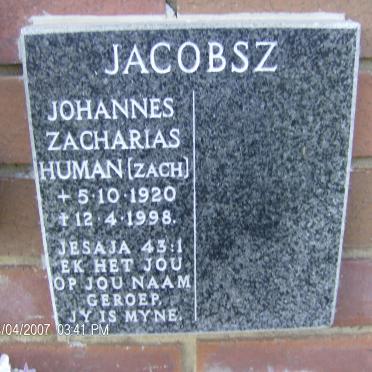 JACOBSZ
JOHANNES
ZACHARIAS
HUMAN [ZACH]
+ 5·10·1920
† 12·4·1998.
JESAJA 43:1
EK HET JOU
OP JOU NAAM
GEROEP,
JY IS MYNE.
/04/2007 03:41 PM